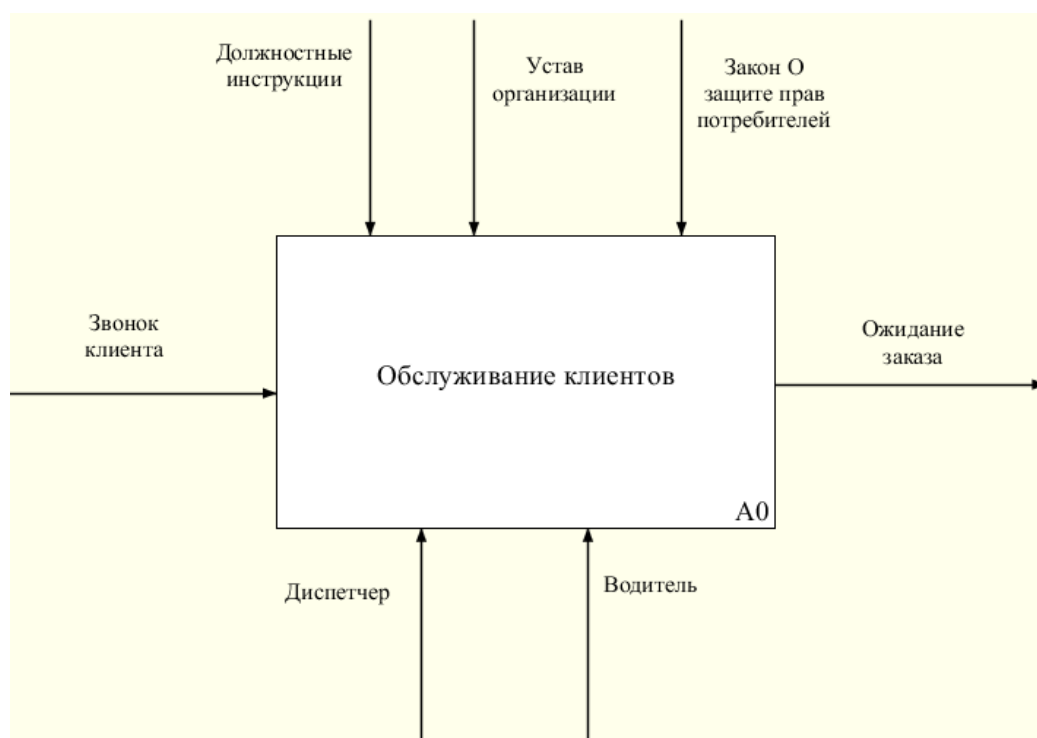 Должностные
инструкции
Устав
организации
Закон О
защите прав
потребителей
Звонок
клиента
Обслуживание клиентов
Ожидание
заказа
A0
Диспетчер
Водитель